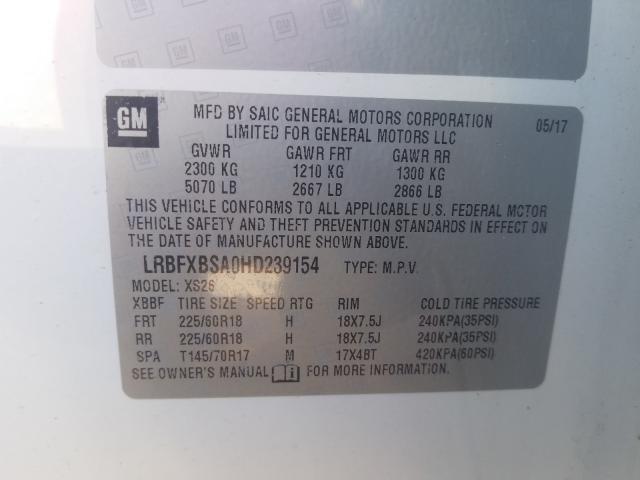 GM
GM
GM
GM
MFD BY SAIC GENERAL MOTORS CORPORATION
LIMITED FOR GENERAL MOTORS LLC
05/17
GVWR GAWR FRT GAWR RR
2300 KG 1210 KG 1300 KG
5070 LB 2667 LB 2866 LB
THIS VEHICLE CONFORMS TO ALL APPLICABLE U.S. FEDERAL MOTOR
VEHICLE SAFETY AND THEFT PREVENTION STANDARDS IN EFFECT ON
THE DATE OF MANUFACTURE SHOWN ABOVE.
LRBFXBSA0HD239154 TYPE: M.P.V.
MODEL: XS26
XBBF TIRE SIZE SPEED RTG RIM COLD TIRE PRESSURE
FRT 225/60R18 H 18X7.5J 240KPA(35PSI)
RR 225/60R18 H 18X7.5J 240KPA(35PSI)
SPA T145/70R17 M 17X4BT 420KPA(60PSI)
SEE OWNER'S MANUAL i FOR MORE INFORMATION.